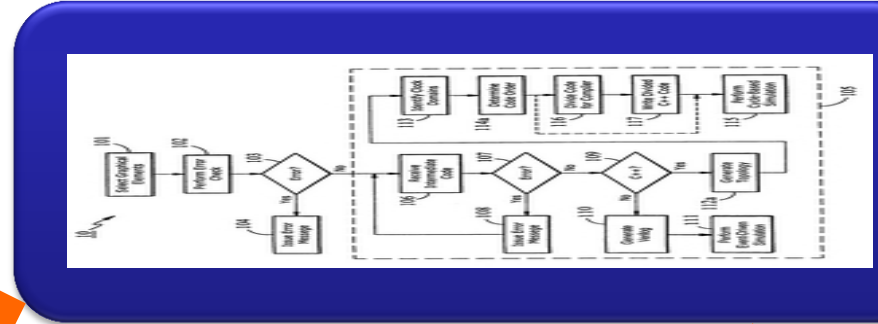 10
101
Select Graphical
Elements
102
Perform Error
Check
103
Error?
Yes
No
104
Issue Error
Message
105
106
Receive
Intermediate
Code
107
Error?
Yes
No
108
Issue Error
Message
109
C++?
No
Yes
110
Generate
Verilog
111
Perform
Event-Driven
Simulation
112a
Generate
Topology
113
Identify Clock
Domains
114a
Determine
Code Order
116
Divide Code
for Compiler
117
Write Divided
C++ Code
115
Perform
Cycle-Based
Simulation